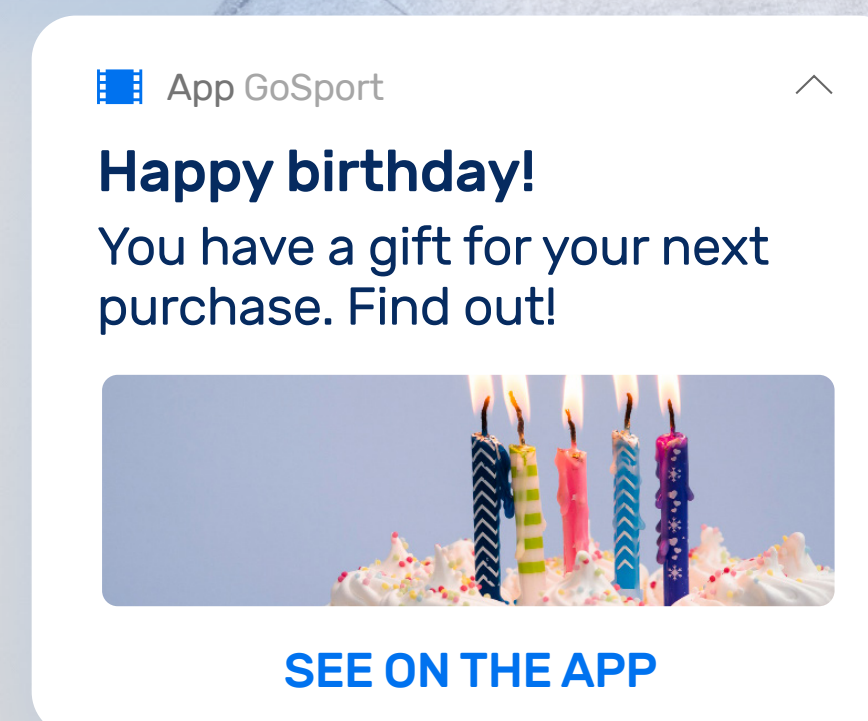 App GoSport
Happy birthday!
You have a gift for your next
purchase. Find out!
SEE ON THE APP